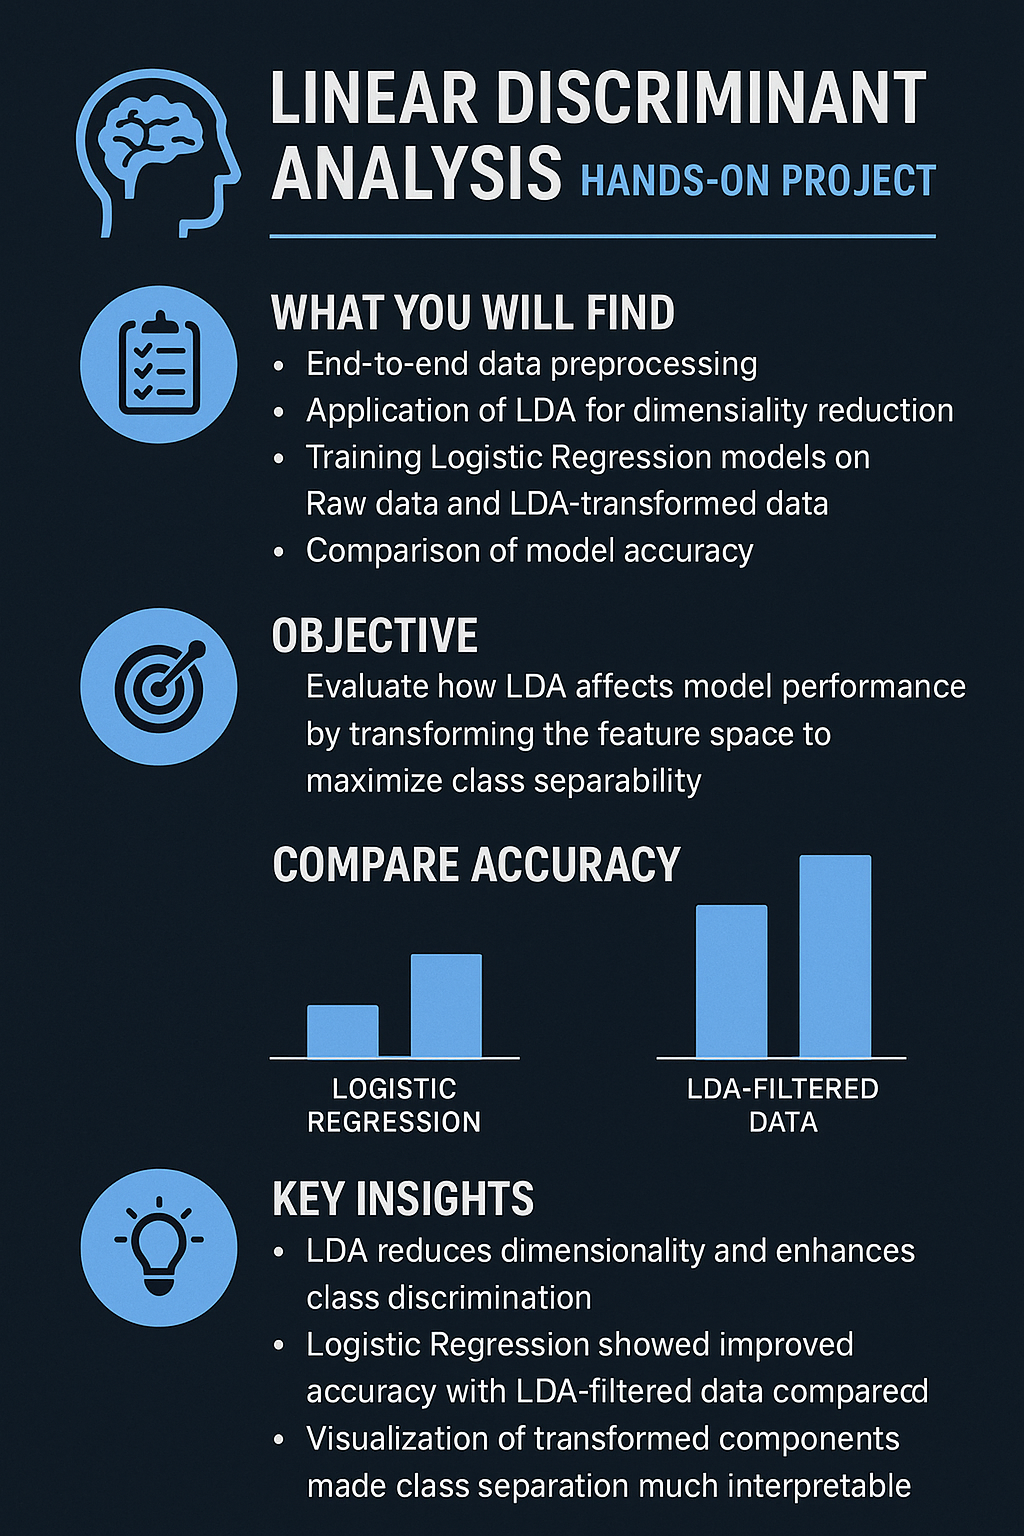 LINEAR DISCRIMINANT
ANALYSIS HANDS-ON PROJECT
WHAT YOU WILL FIND
• End-to-end data preprocessing
• Application of LDA for dimensiality reduction
• Training Logistic Regression models on
Raw data and LDA-transformed data
• Comparison of model accuracy
OBJECTIVE
Evaluate how LDA affects model performance
by transforming the feature space to
maximize class separability
COMPARE ACCURACY
LOGISTIC
REGRESSION
LDA-FILTERED
DATA
KEY INSIGHTS
• LDA reduces dimensionality and enhances
class discrimination
• Logistic Regression showed improved
accuracy with LDA-filtered data comparecd
• Visualization of transformed components
made class separation much interpretable